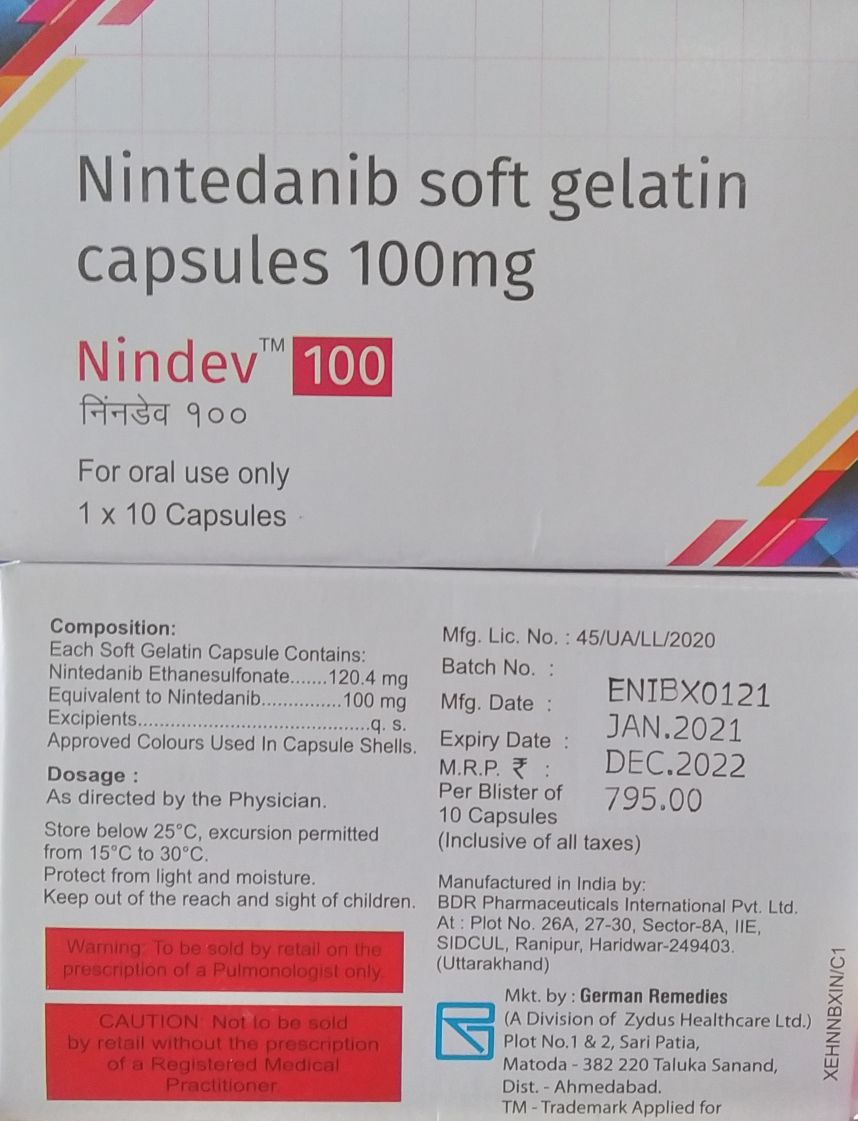 Nintedanib soft gelatin
capsules 100mg
Nindev™ 100
निंनडेव १००
For oral use only
1 x 10 Capsules
Composition:
Each Soft Gelatin Capsule Contains:
Nintedanib Ethanesulfonate.......120.4 mg
Equivalent to Nintedanib...............100 mg
Excipients..........................................q. s.
Approved Colours Used In Capsule Shells.
Dosage :
As directed by the Physician.
Store below 25°C, excursion permitted
from 15°C to 30°C.
Protect from light and moisture.
Keep out of the reach and sight of children.
Warning: To be sold by retail on the
prescription of a Pulmonologist only.
CAUTION: Not to be sold
by retail without the prescription
of a Registered Medical
Practitioner.
Mfg. Lic. No. : 45/UA/LL/2020
Batch No. : ENIBX0121
Mfg. Date : JAN.2021
Expiry Date : DEC.2022
M.R.P. ₹ : 795.00
Per Blister of
10 Capsules
(Inclusive of all taxes)
Manufactured in India by:
BDR Pharmaceuticals International Pvt. Ltd.
At : Plot No. 26A, 27-30, Sector-8A, IIE,
SIDCUL, Ranipur, Haridwar-249403.
(Uttarakhand)
Mkt. by : German Remedies
(A Division of Zydus Healthcare Ltd.)
Plot No.1 & 2, Sari Patia,
Matoda - 382 220 Taluka Sanand,
Dist. - Ahmedabad.
TM - Trademark Applied for
XEHNNBXIN/C1